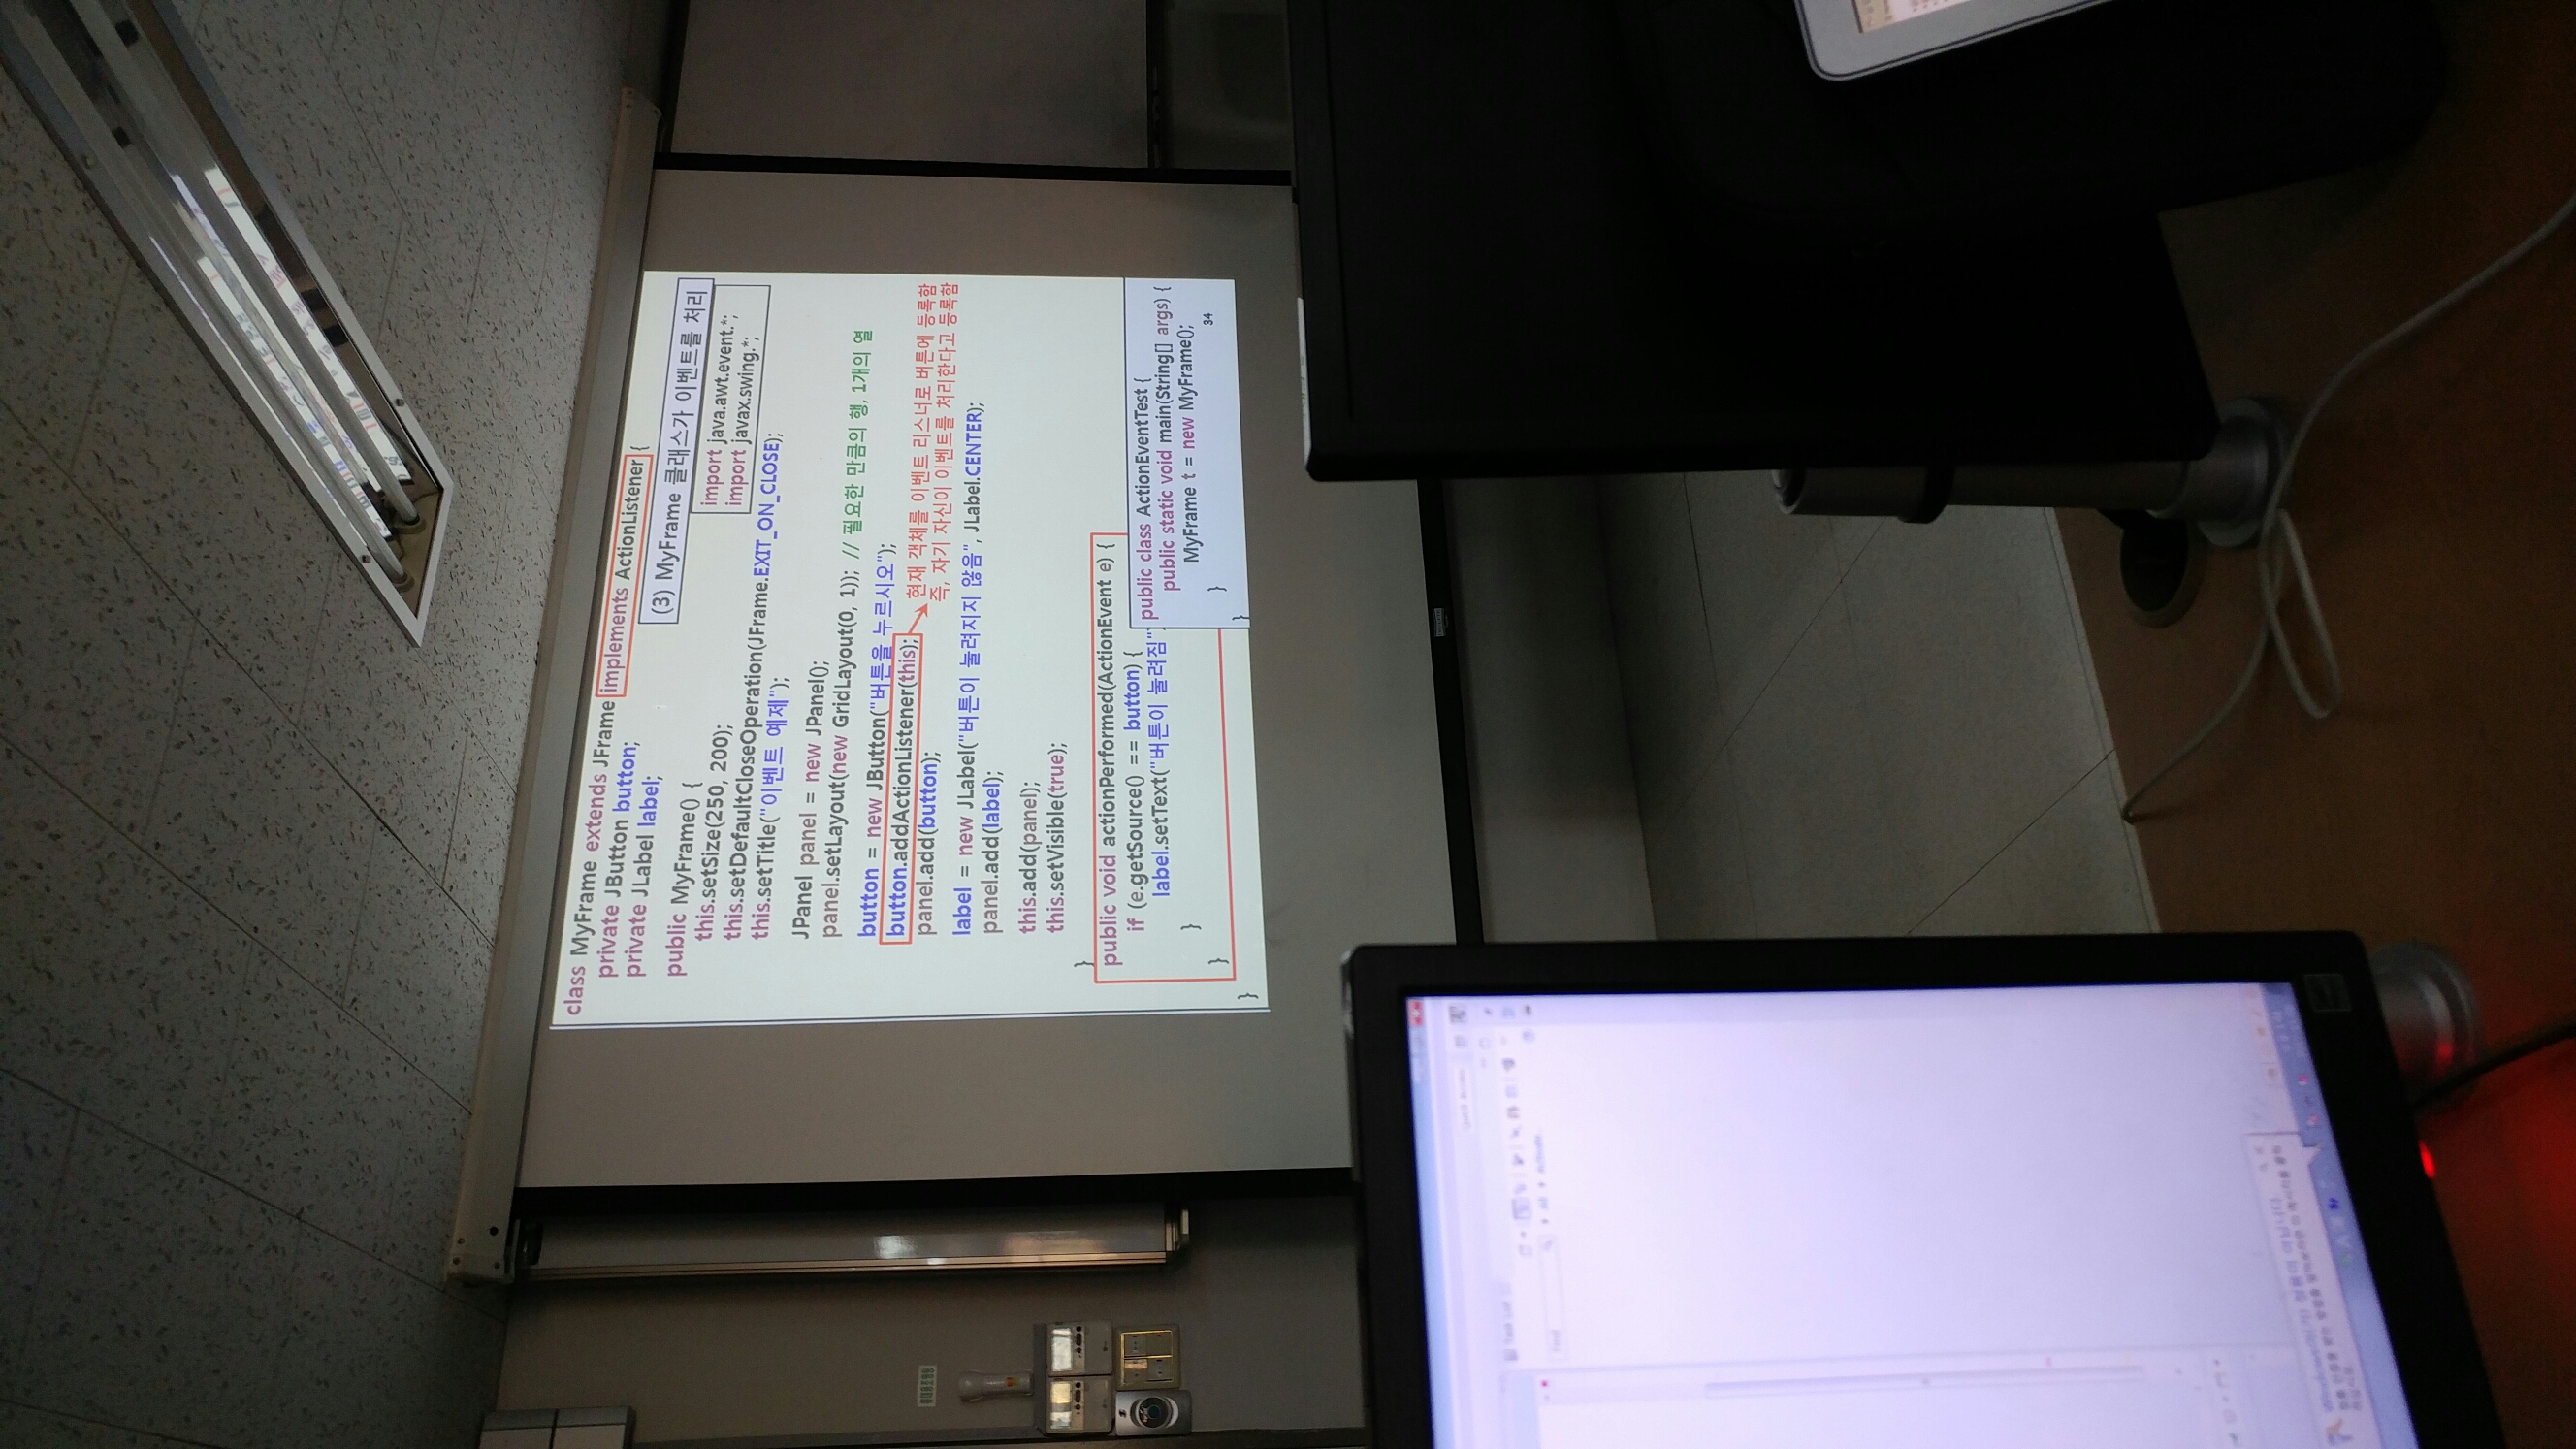 class MyFrame extends JFrame implements ActionListener {
private JButton button;
private JLabel label;
(3) MyFrame 클래스가 이벤트를 처리
import java.awt.event.*;
import javax.swing.*;
public MyFrame() {
this.setSize(250, 200);
this.setDefaultCloseOperation(JFrame.EXIT_ON_CLOSE);
this.setTitle("이벤트 예제");
JPanel panel = new JPanel();
panel.setLayout(new GridLayout(0, 1)); // 필요한 만큼의 행, 1개의 열
button = new JButton("버튼을 누르시오");
button.addActionListener(this);
현재 객체를 이벤트 리스너로 버튼에 등록함
즉, 자기 자신이 이벤트를 처리한다고 등록함
panel.add(button);
label = new JLabel("버튼이 눌려지지 않음", JLabel.CENTER);
panel.add(label);
this.add(panel);
this.setVisible(true);
}
public void actionPerformed(ActionEvent e) {
if (e.getSource() == button) {
label.setText("버튼이 눌려짐"
}
}
}
public class ActionEventTest {
public static void main(String[] args) {
MyFrame t = new MyFrame();
}
}
34
Quick Access
Task List
Find
All
Activate...